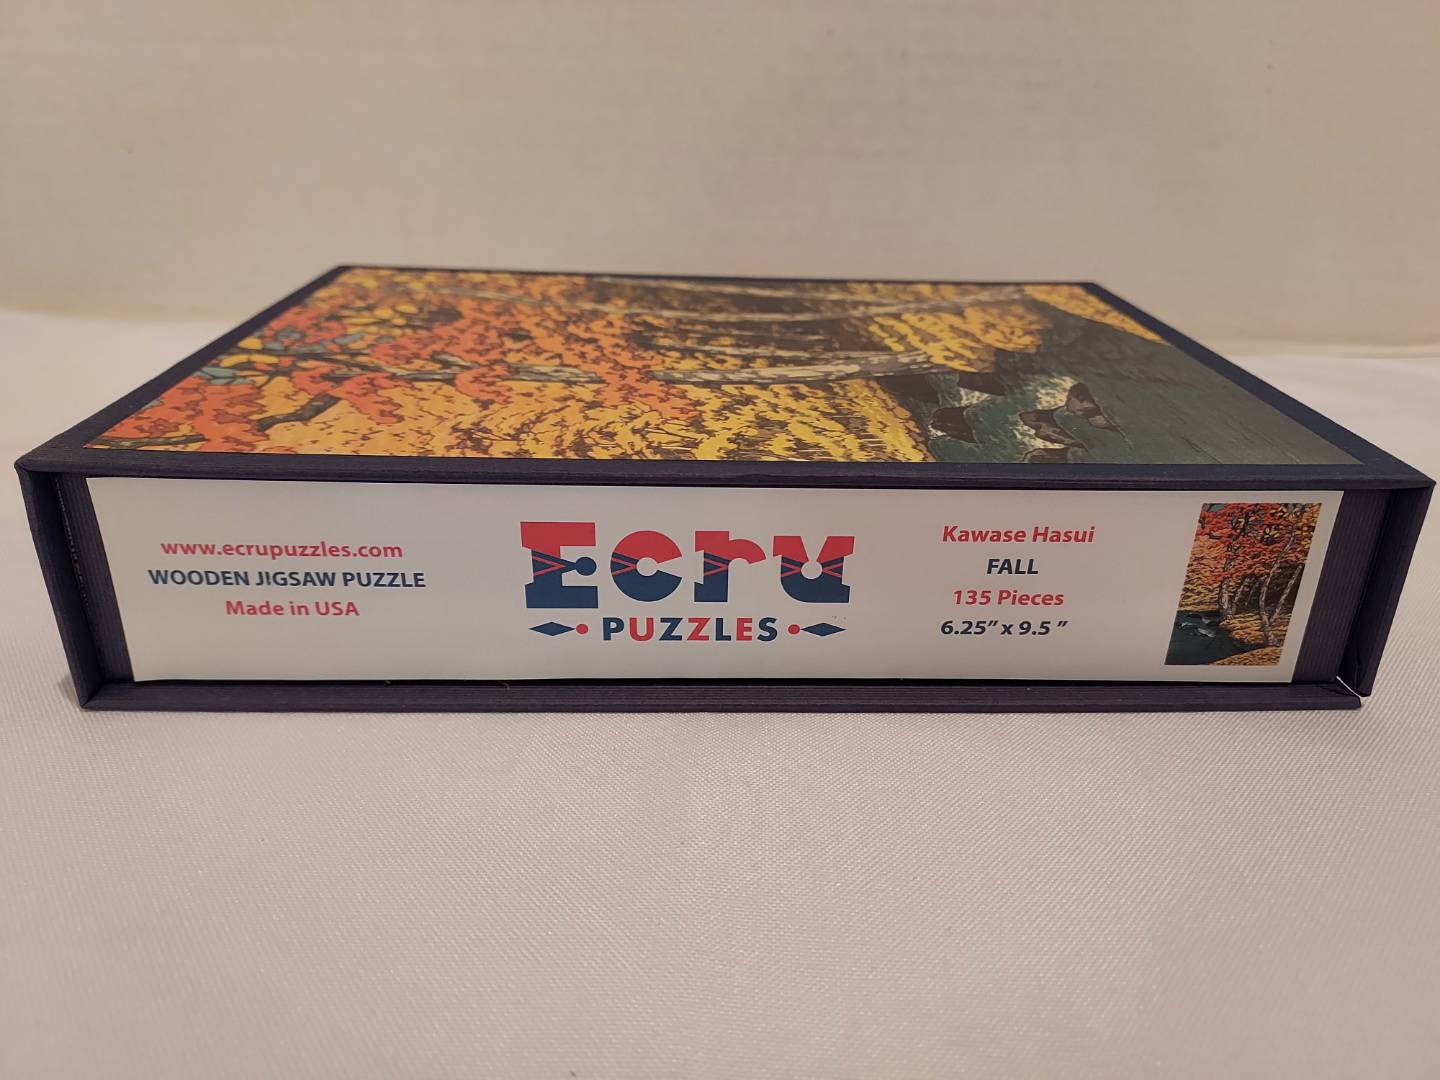 www.ecrupuzzles.com
WOODEN JIGSAW PUZZLE
Made in USA
Ecru
PUZZLES
Kawase Hasui
FALL
135 Pieces
6.25” x 9.5 ”